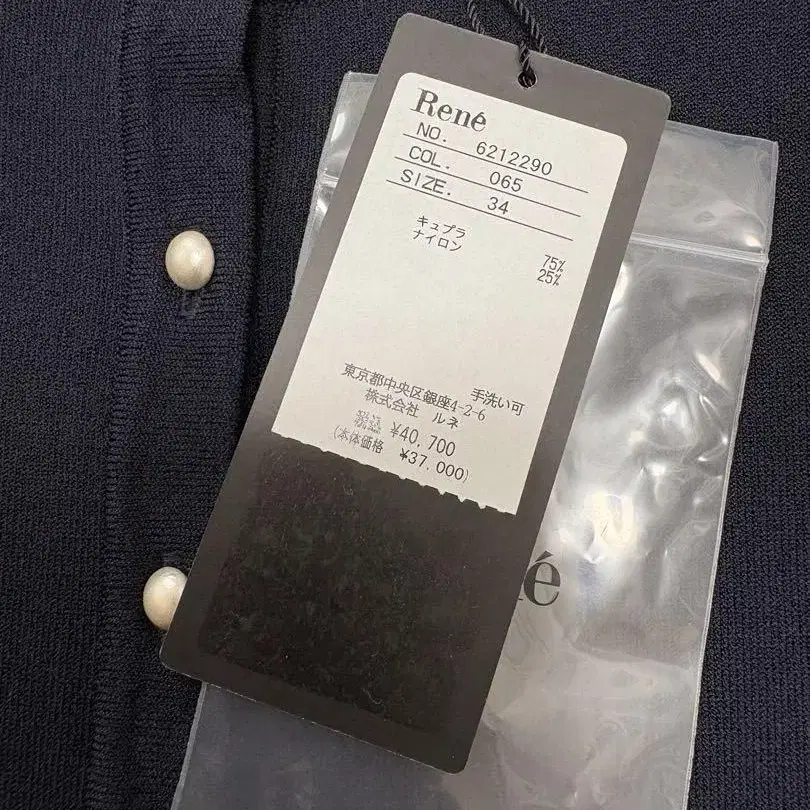 René
NO. 6212290
COL. 065
SIZE. 34
キュプラ 75%
ナイロン 25%
手洗い可
東京都中央区銀座4-2-6
株式会社 ルネ
税込 ¥40,700
(本体価格 ¥37,000)
é